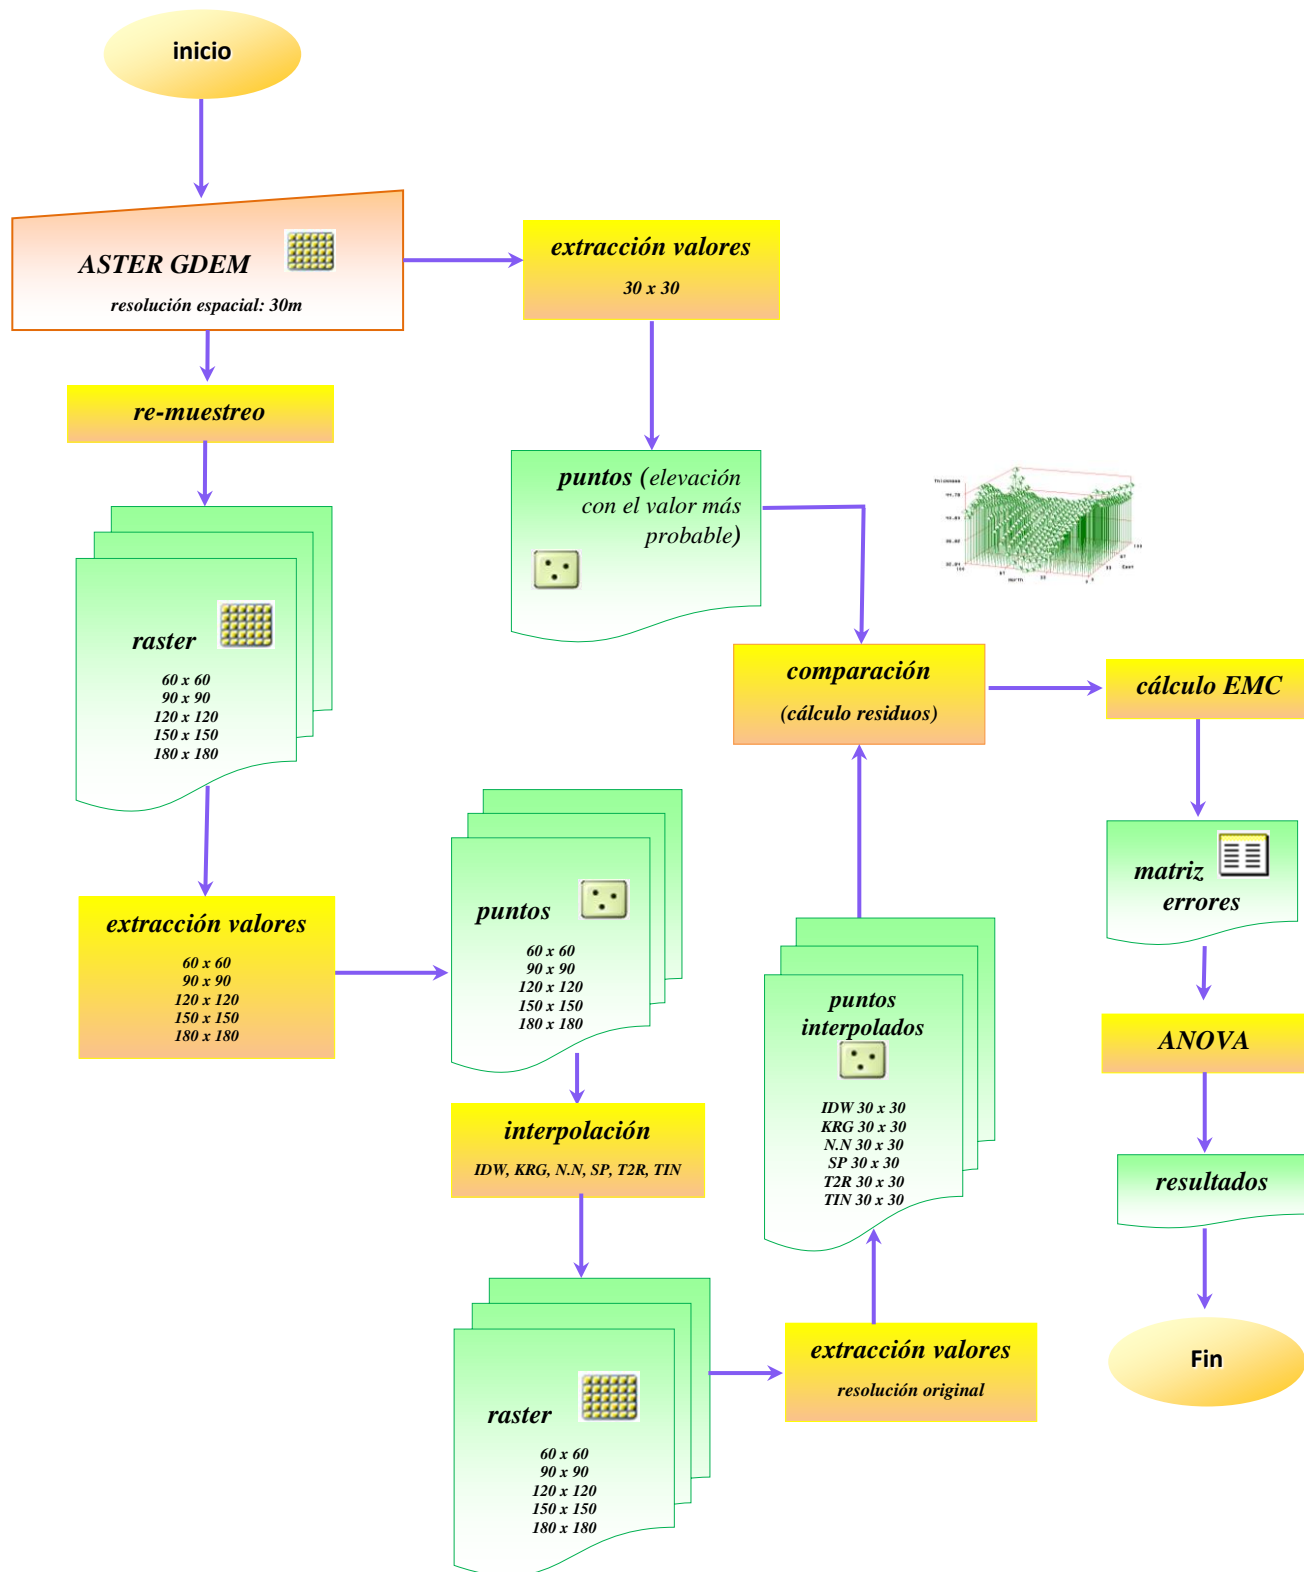 inicio
ASTER GDEM
resolución espacial: 30m
extracción valores
30 x 30
re-muestreo
puntos (elevación
con el valor más
probable)
raster
60 x 60
90 x 90
120 x 120
150 x 150
180 x 180
comparación
(cálculo residuos)
cálculo EMC
extracción valores
60 x 60
90 x 90
120 x 120
150 x 150
180 x 180
puntos
60 x 60
90 x 90
120 x 120
150 x 150
180 x 180
matriz
errores
puntos
interpolados
IDW 30 x 30
KRG 30 x 30
N.N 30 x 30
SP 30 x 30
T2R 30 x 30
TIN 30 x 30
ANOVA
interpolación
IDW, KRG, N.N, SP, T2R, TIN
resultados
raster
60 x 60
90 x 90
120 x 120
150 x 150
180 x 180
extracción valores
resolución original
Fin